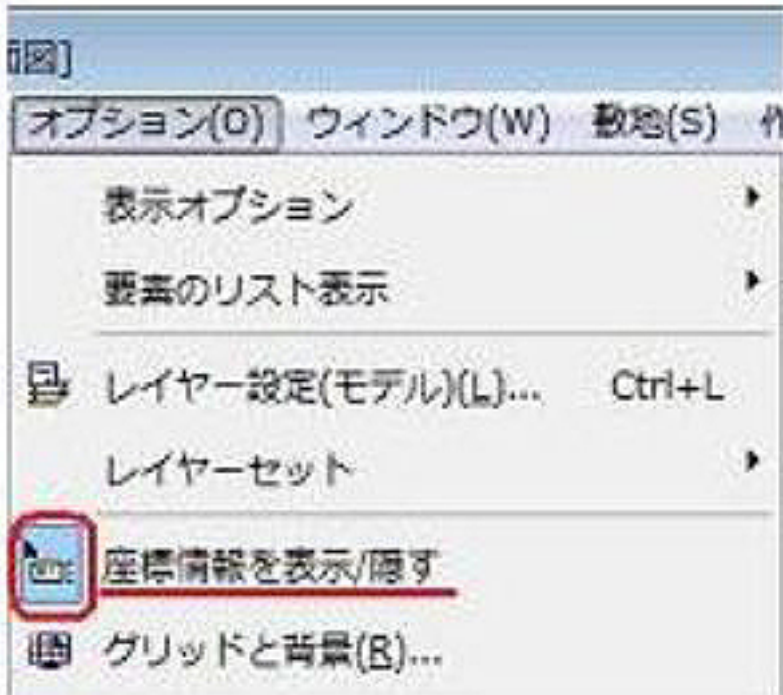 面図]
オプション(O) ウィンドウ(W) 敷地(S)
表示オプション
要素のリスト表示
レイヤー設定(モデル)(L)... Ctrl+L
レイヤーセット
座標情報を表示/隠す
グリッドと背景(R)...